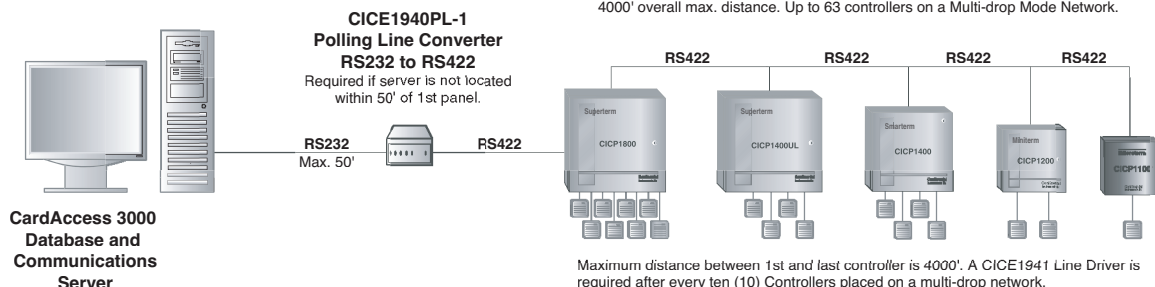 4000' overall max. distance. Up to 63 controllers on a Multi-drop Mode Network.
CICE1940PL-1
Polling Line Converter
RS232 to RS422
Required if server is not located
within 50' of 1st panel.
RS232
Max. 50'
RS422
RS422
RS422
RS422
RS422
Superterm
CICP1800
Superterm
CICP1400UL
Smarterm
CICP1400
Miniterm
CICP1200
CardAccess 3000
Database and
Communications
Server
Maximum distance between 1st and last controller is 4000'. A CICE1941 Line Driver is
required after every ten (10) Controllers placed on a multi-drop network.